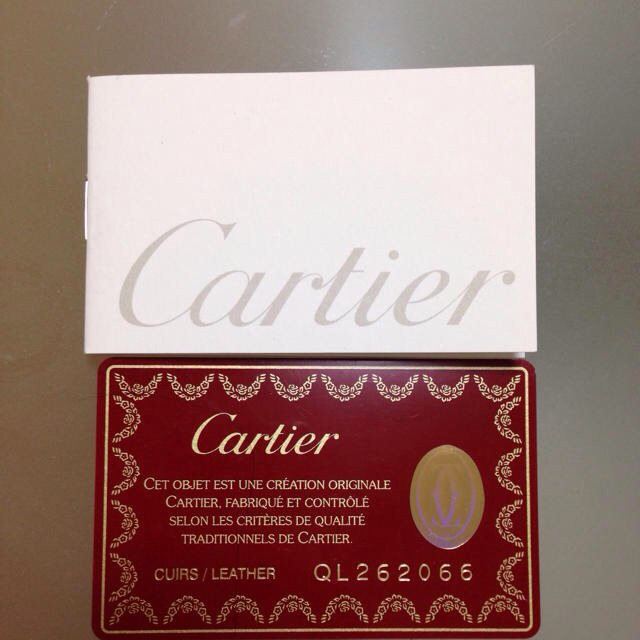 Cartier
Cartier
CET OBJET EST UNE CRÉATION ORIGINALE
CARTIER, FABRIQUÉ ET CONTRÔLÉ
SELON LES CRITÈRES DE QUALITÉ
TRADITIONNELS DE CARTIER.
CUIRS / LEATHER QL262066